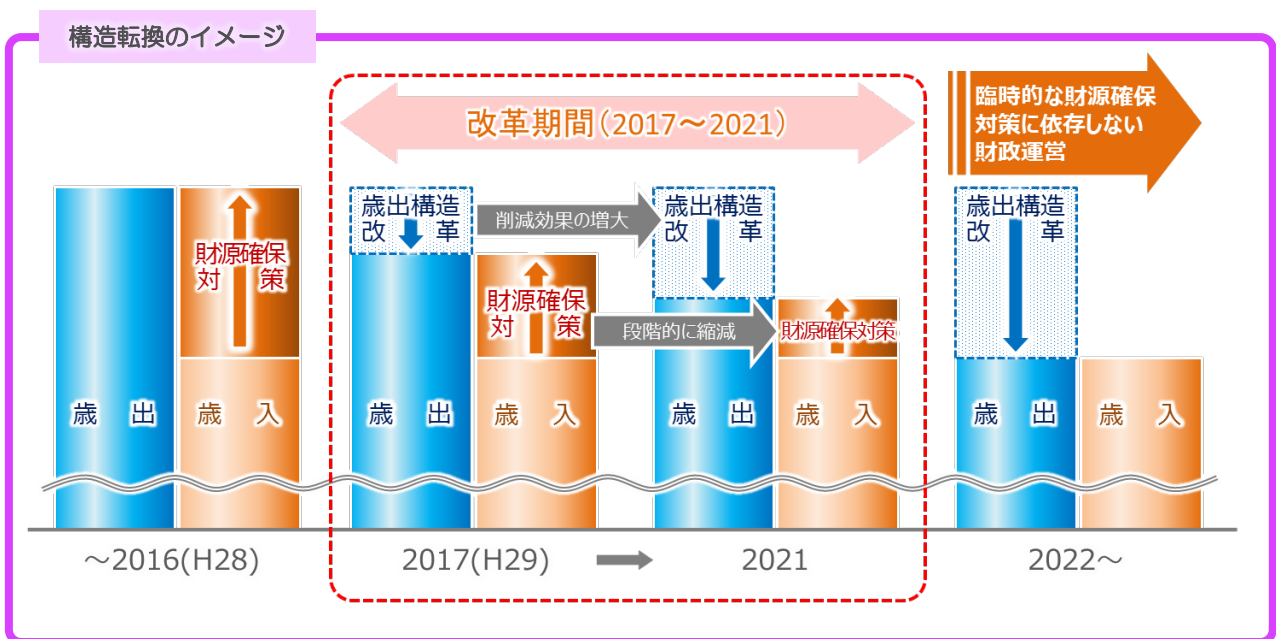 構造転換のイメージ
改革期間(2017～2021)
臨時的な財源確保
対策に依存しない
財政運営
財源確保
対 策
歳 出
歳 入
～2016(H28)
歳出構造
改 革
削減効果の増大
財源確保
対 策
段階的に縮減
歳 出
歳 入
2017(H29)
歳出構造
改 革
財源確保対策
歳 出
歳 入
2021
歳出構造
改 革
歳 出
歳 入
2022～